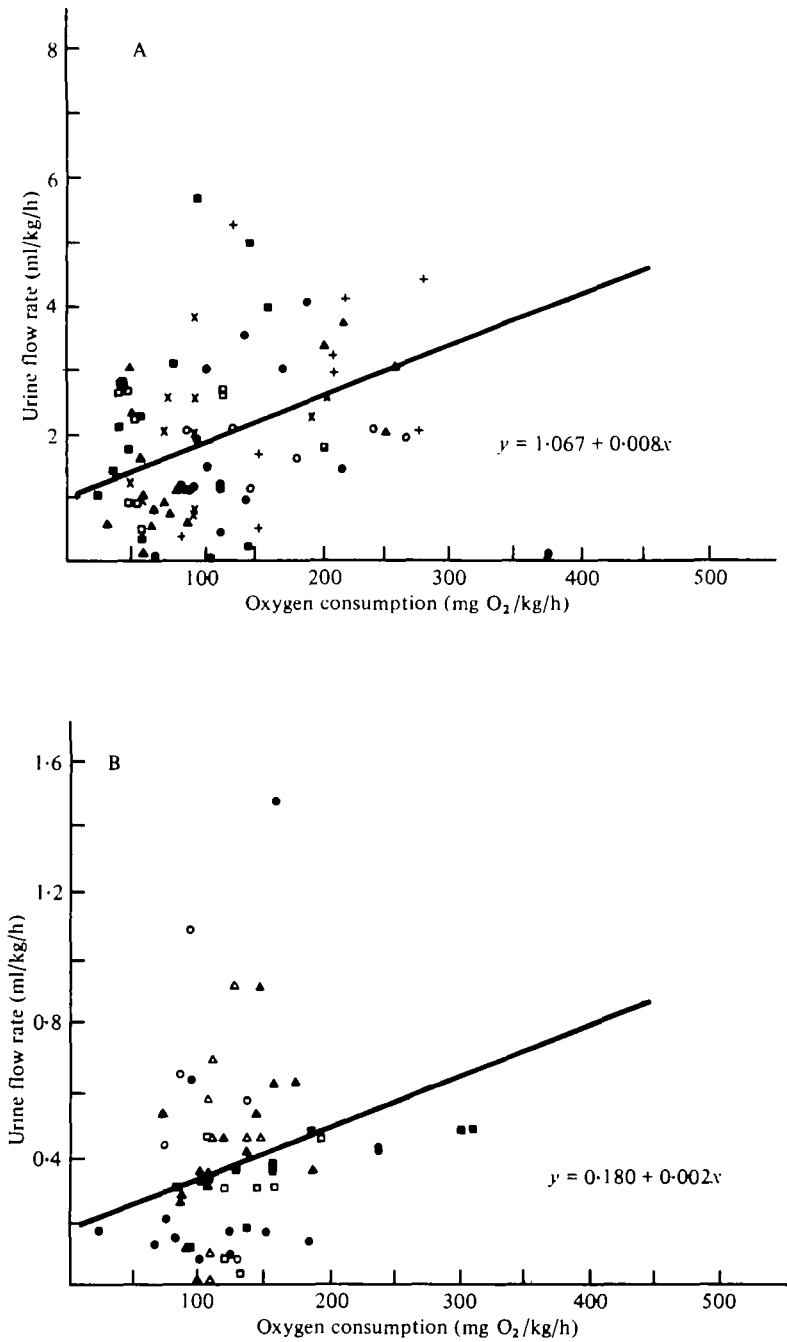 A
8
6
4
2
Urine flow rate (ml/kg/h)
y = 1·067 + 0·008x
100 200 300 400 500
Oxygen consumption (mg O₂/kg/h)
B
1·6
1·2
0·8
0·4
Urine flow rate (ml/kg/h)
y = 0·180 + 0·002x
100 200 300 400 500
Oxygen consumption (mg O₂/kg/h)